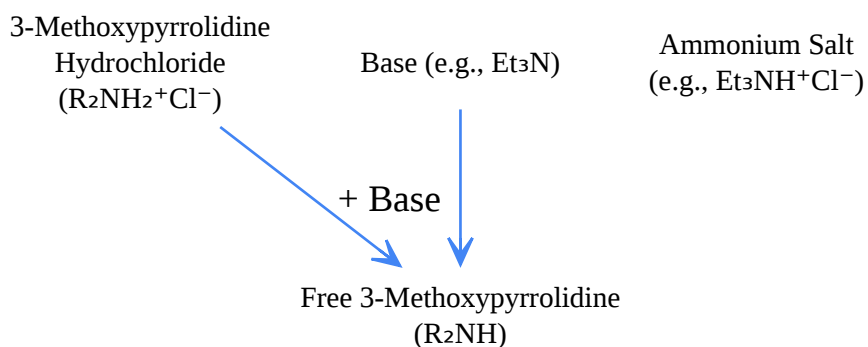 3-Methoxypyrrolidine
Hydrochloride
(R₂NH₂⁺Cl⁻)
Base (e.g., Et₃N)
Ammonium Salt
(e.g., Et₃NH⁺Cl⁻)
+ Base
Free 3-Methoxypyrrolidine
(R₂NH)